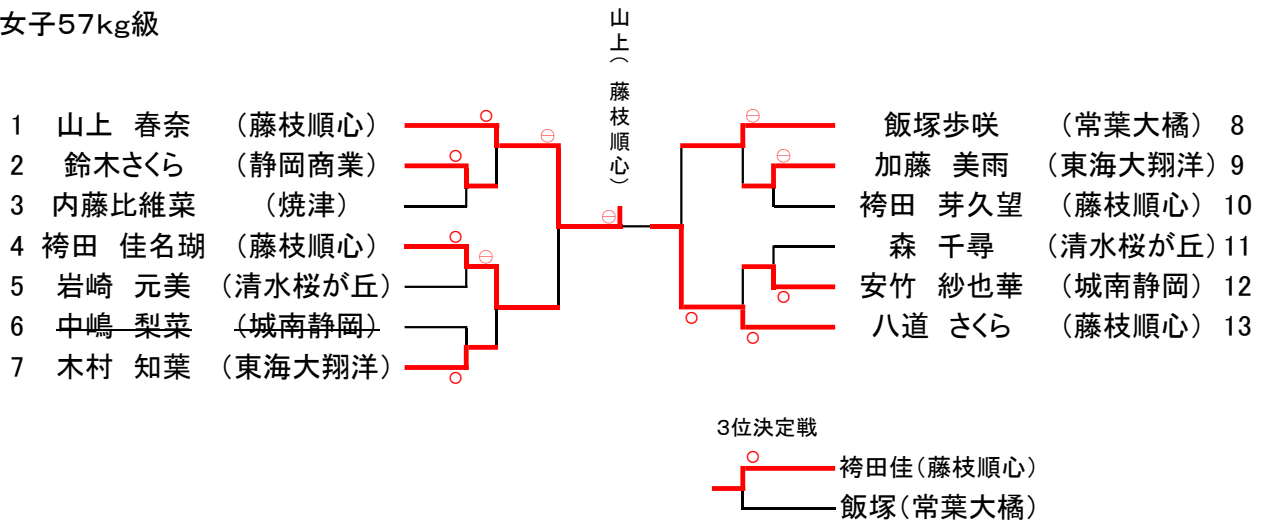 女子57kg級
山上（藤枝順心）
1 山上 春奈 （藤枝順心）
2 鈴木さくら （静岡商業）
3 内藤比維菜 （焼津）
4 袴田 佳名瑚 （藤枝順心）
5 岩崎 元美 （清水桜が丘）
6 中嶋 梨菜 （城南静岡）
7 木村 知葉 （東海大翔洋）
飯塚歩咲 （常葉大橘） 8
加藤 美雨 （東海大翔洋） 9
袴田 芽久望 （藤枝順心） 10
森 千尋 （清水桜が丘） 11
安竹 紗也華 （城南静岡） 12
八道 さくら （藤枝順心） 13
3位決定戦
袴田佳（藤枝順心）
飯塚（常葉大橘）